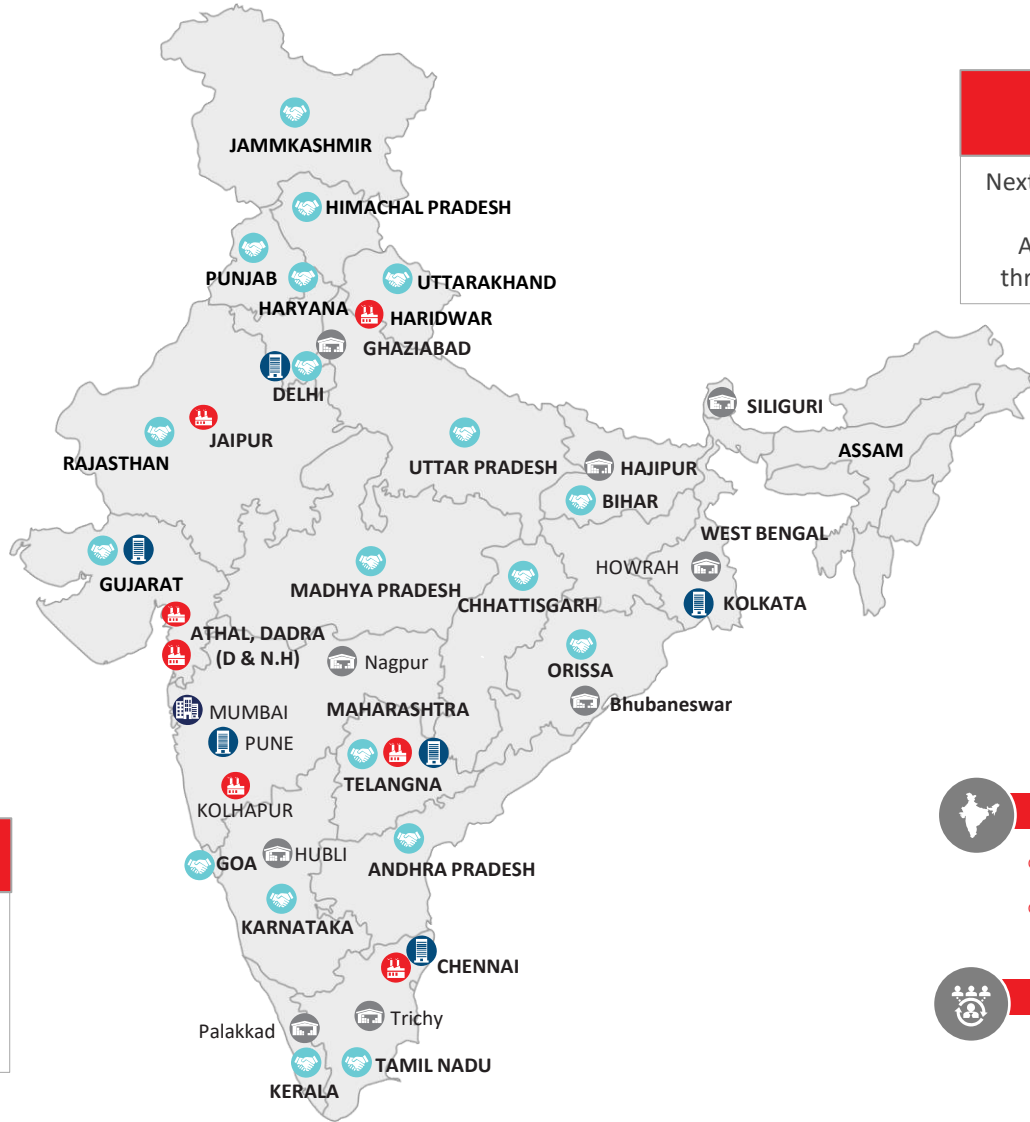 JAMMKASHMIR
Next
A
thr
HIMACHAL PRADESH
PUNJAB
UTTARAKHAND
HARYANA
HARIDWAR
GHAZIABAD
DELHI
SILIGURI
JAIPUR
RAJASTHAN
UTTAR PRADESH
ASSAM
HAJIPUR
BIHAR
WEST BENGAL
HOWRAH
GUJARAT
MADHYA PRADESH
CHHATTISGARH
KOLKATA
ATHAL, DADRA
(D & N.H)
Nagpur
ORISSA
Bhubaneswar
MUMBAI
MAHARASHTRA
PUNE
TELANGNA
KOLHAPUR
HUBLI
GOA
ANDHRA PRADESH
KARNATAKA
CHENNAI
Trichy
Palakkad
TAMIL NADU
KERALA